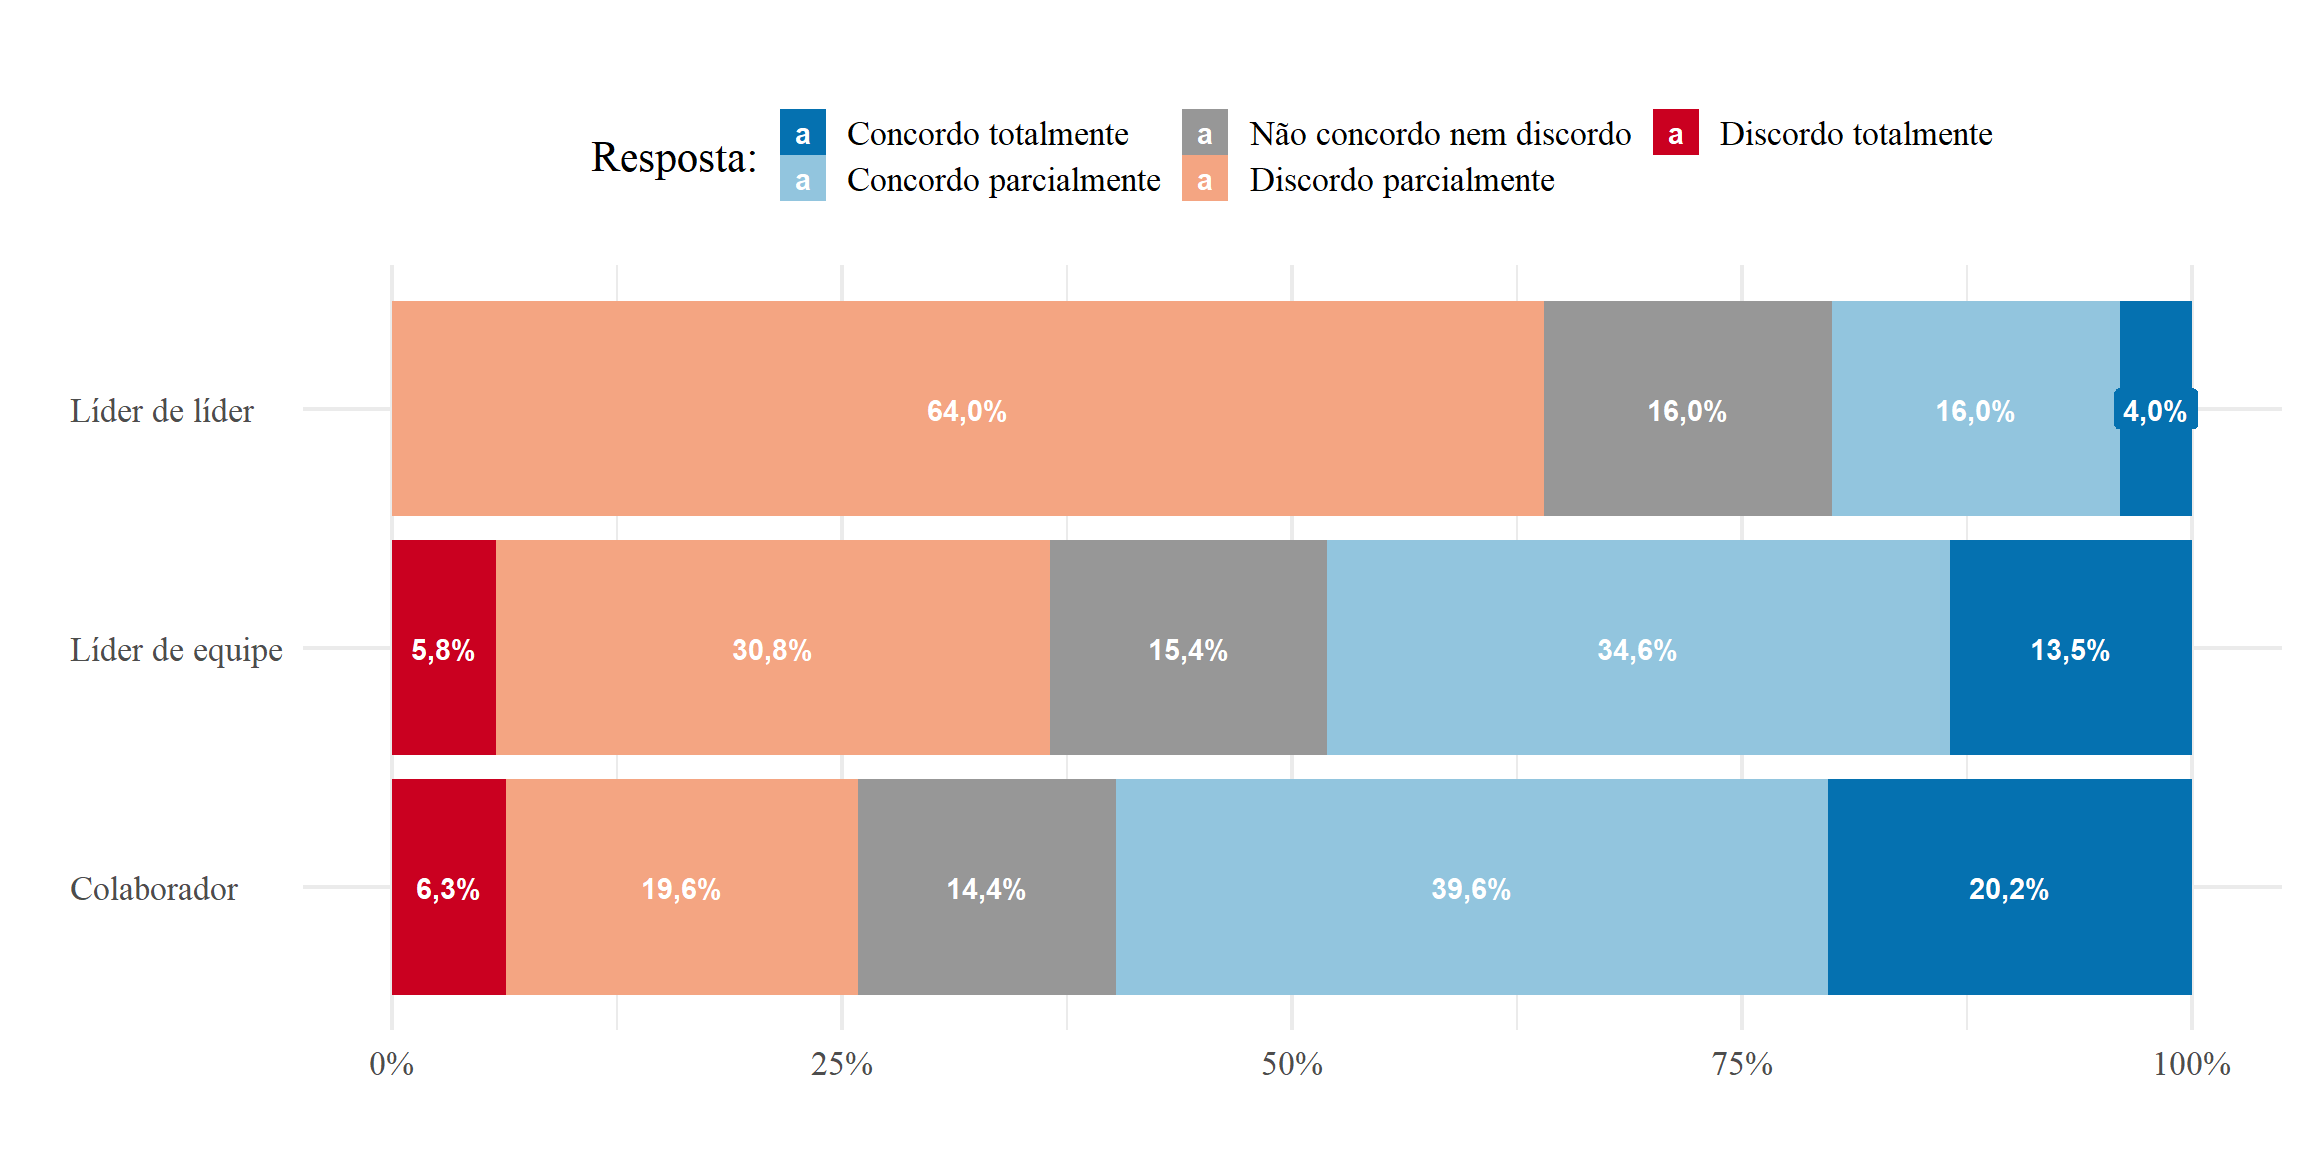 Resposta:
a Concordo totalmente
a Concordo parcialmente
a Não concordo nem discordo
a Discordo parcialmente
a Discordo totalmente
Líder de líder
64,0% 16,0% 16,0% 4,0%
Líder de equipe
5,8% 30,8% 15,4% 34,6% 13,5%
Colaborador
6,3% 19,6% 14,4% 39,6% 20,2%
0% 25% 50% 75% 100%